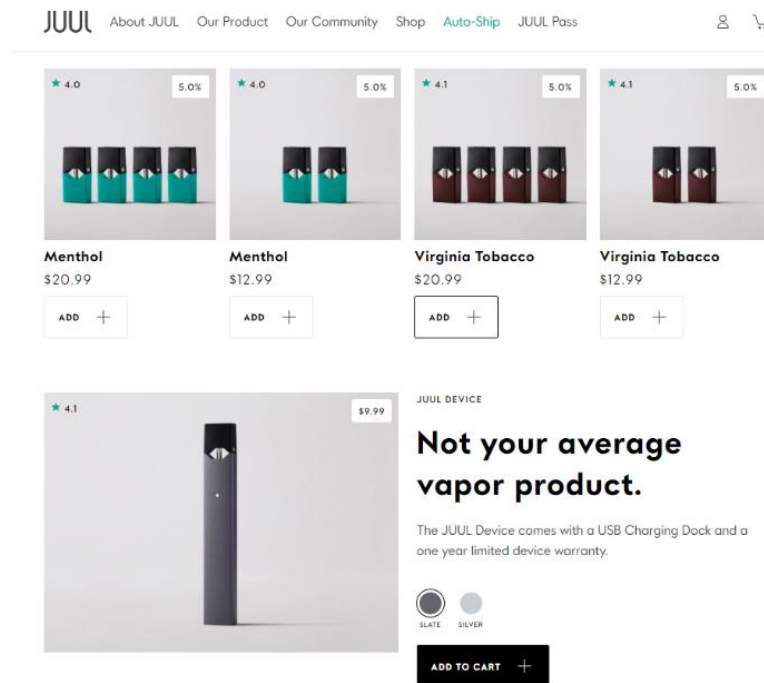 JUUL About JUUL Our Product Our Community Shop Auto-Ship JUUL Pass
4.0 5.0% 4.0 5.0% 4.1 5.0% 4.1 5.0%
Menthol Menthol Virginia Tobacco Virginia Tobacco
$20.99 $12.99 $20.99 $12.99
ADD + ADD + ADD + ADD +
4.1 $9.99
JUUL DEVICE
Not your average
vapor product.
The JUUL Device comes with a USB Charging Dock and a
one year limited device warranty.
SLATE SILVER
ADD TO CART +